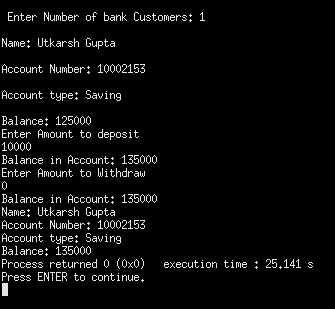 Enter Number of bank Customers: 1
Name: Utkarsh Gupta
Account Number: 10002153
Account type: Saving
Balance: 125000
Enter Amount to deposit
10000
Balance in Account: 135000
Enter Amount to Withdraw
0
Balance in Account: 135000
Name: Utkarsh Gupta
Account Number: 10002153
Account type: Saving
Balance: 135000
Process returned 0 (0x0)   execution time : 25.141 s
Press ENTER to continue.